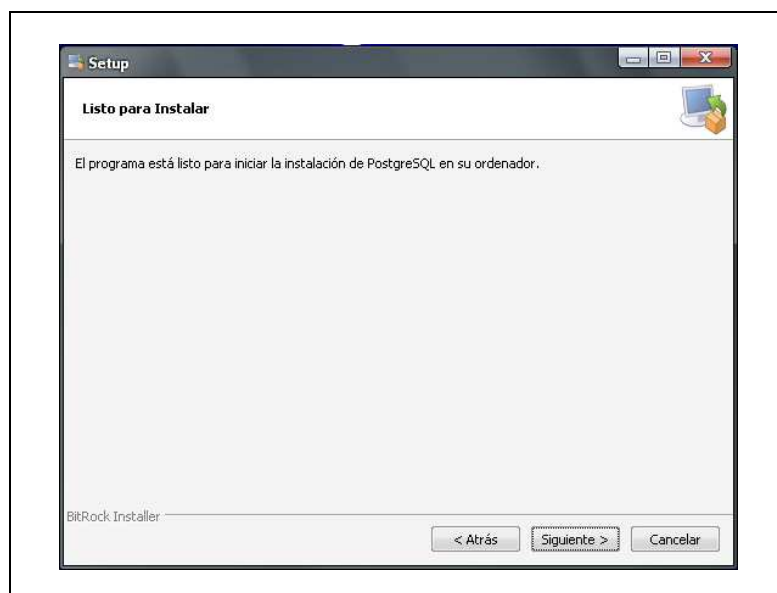 Setup
Listo para Instalar
El programa está listo para iniciar la instalación de PostgreSQL en su ordenador.
BitRock Installer
< Atrás Siguiente > Cancelar